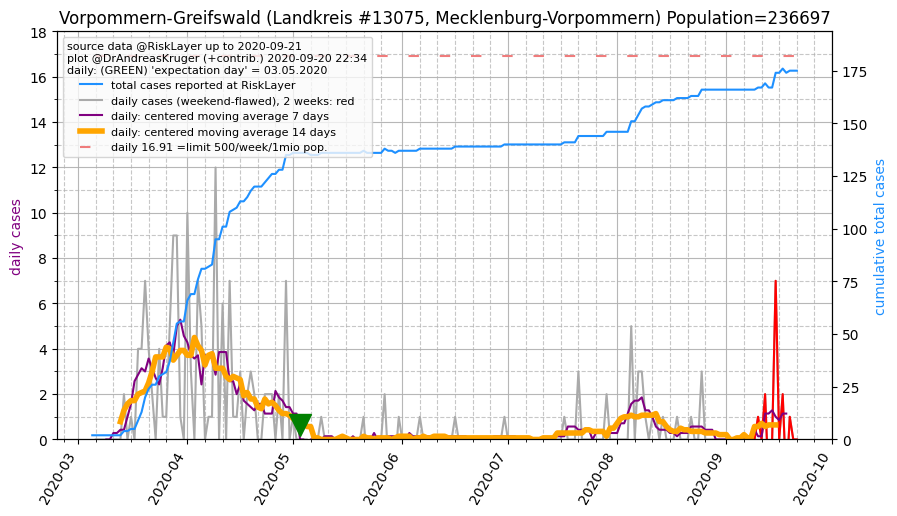 Vorpommern-Greifswald (Landkreis #13075, Mecklenburg-Vorpommern) Population=236697
source data @RiskLayer up to 2020-09-21
plot @DrAndreasKruger (+contrib.) 2020-09-20 22:34
daily: (GREEN) 'expectation day' = 03.05.2020
total cases reported at RiskLayer
daily cases (weekend-flawed), 2 weeks: red
daily: centered moving average 7 days
daily: centered moving average 14 days
daily 16.91 =limit 500/week/1mio pop.
daily cases
18
16
14
12
10
8
6
4
2
0
cumulative total cases
175
150
125
100
75
50
25
0
2020-03
2020-04
2020-05
2020-06
2020-07
2020-08
2020-09
2020-10